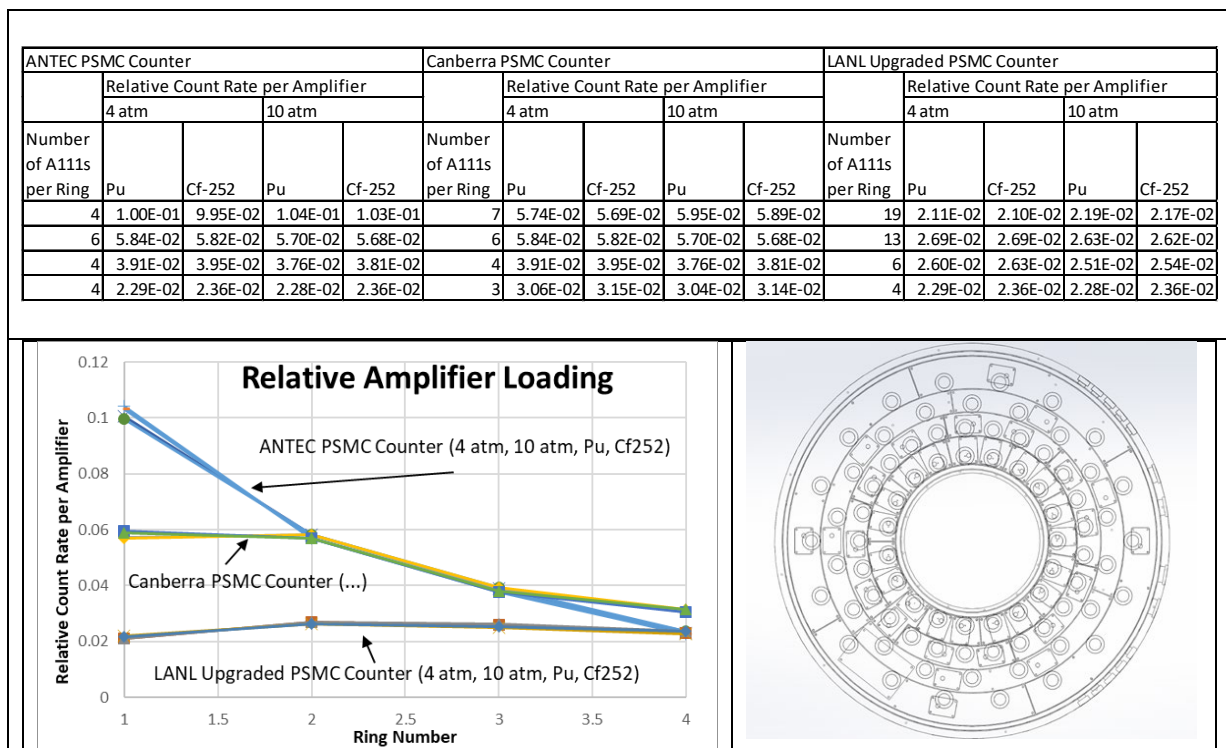 ANTEC PSMC Counter Canberra PSMC Counter LANL Upgraded PSMC Counter
Relative Count Rate per Amplifier Relative Count Rate per Amplifier Relative Count Rate per Amplifier
4 atm 10 atm 4 atm 10 atm 4 atm 10 atm
Number Number Number
of A111s of A111s of A111s
per Ring Pu Cf-252 Pu Cf-252 per Ring Pu Cf-252 Pu Cf-252 per Ring Pu Cf-252 Pu Cf-252
4 1.00E-01 9.95E-02 1.04E-01 1.03E-01 7 5.74E-02 5.69E-02 5.95E-02 5.89E-02 19 2.11E-02 2.10E-02 2.19E-02 2.17E-02
6 5.84E-02 5.82E-02 5.70E-02 5.68E-02 6 5.84E-02 5.82E-02 5.70E-02 5.68E-02 13 2.69E-02 2.69E-02 2.63E-02 2.62E-02
4 3.91E-02 3.95E-02 3.76E-02 3.81E-02 4 3.91E-02 3.95E-02 3.76E-02 3.81E-02 6 2.60E-02 2.63E-02 2.51E-02 2.54E-02
4 2.29E-02 2.36E-02 2.28E-02 2.36E-02 3 3.06E-02 3.15E-02 3.04E-02 3.14E-02 4 2.29E-02 2.36E-02 2.28E-02 2.36E-02
Relative Amplifier Loading
Relative Count Rate per Amplifier
0.12
0.1
0.08
0.06
0.04
0.02
0
ANTEC PSMC Counter (4 atm, 10 atm, Pu, Cf252)
Canberra PSMC Counter (...)
LANL Upgraded PSMC Counter (4 atm, 10 atm, Pu, Cf252)
1 1.5 2 2.5 3 3.5 4
Ring Number